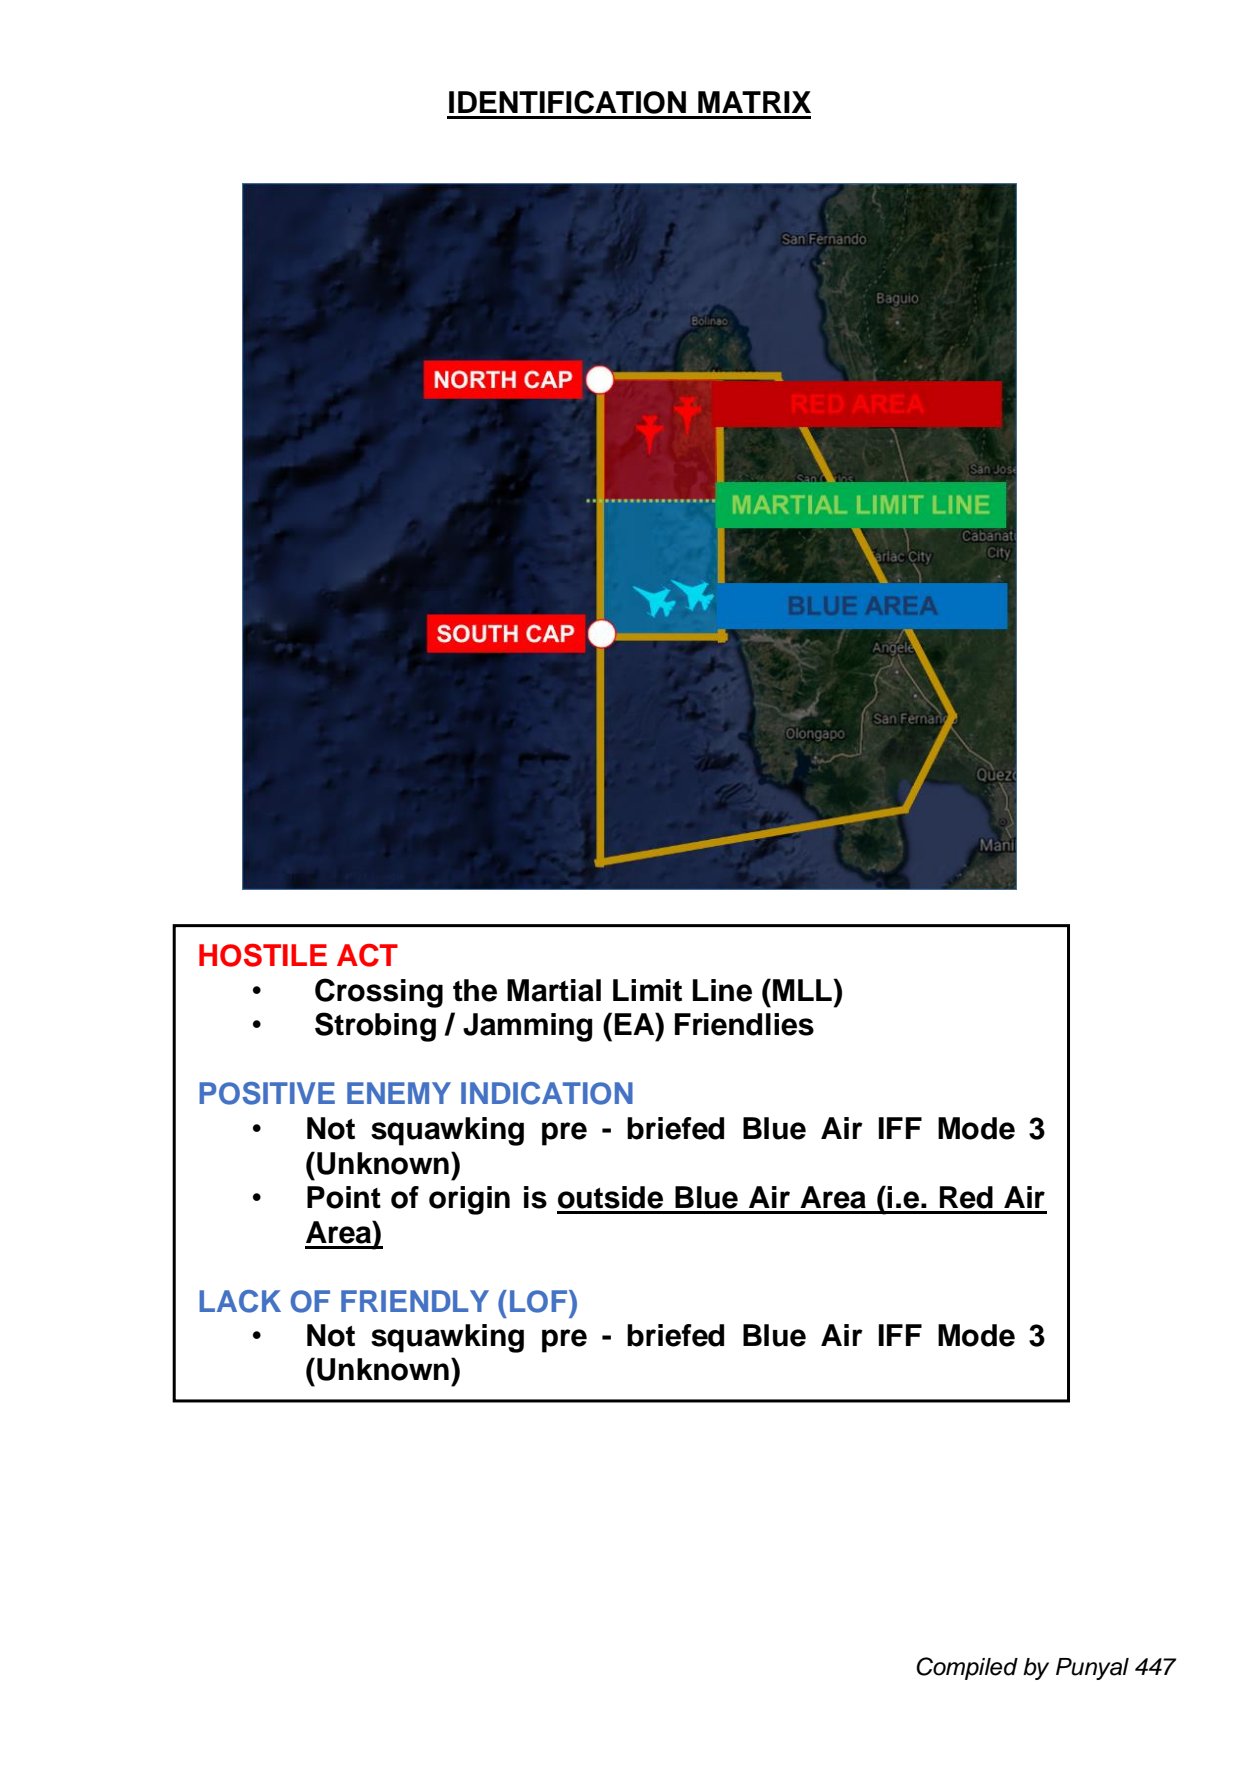 IDENTIFICATION MATRIX
San Fernando
Baguio
Bolinao
NORTH CAP
RED AREA
San Jose
San Carlos
MARTIAL LIMIT LINE
Cabanat
City
arlac City
BLUE AREA
SOUTH CAP
Angele
San Fernand
Olongapo
Quez
Mani
HOSTILE ACT
• Crossing the Martial Limit Line (MLL)
• Strobing / Jamming (EA) Friendlies
POSITIVE ENEMY INDICATION
• Not squawking pre - briefed Blue Air IFF Mode 3
(Unknown)
• Point of origin is outside Blue Air Area (i.e. Red Air
Area)
LACK OF FRIENDLY (LOF)
• Not squawking pre - briefed Blue Air IFF Mode 3
(Unknown)
Compiled by Punyal 447